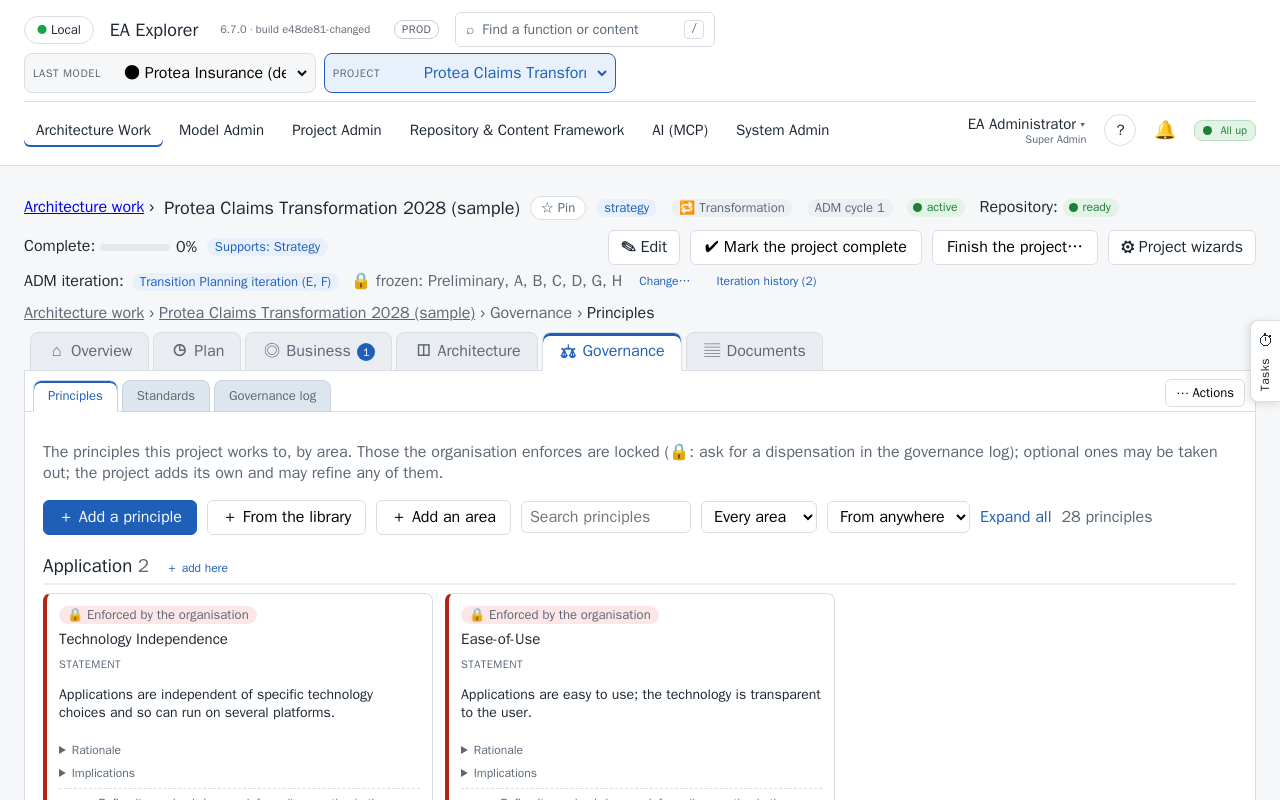 Local EA Explorer 6.7.0 · build e48de81-changed PROD Find a function or content /
LAST MODEL Protea Insurance (de PROJECT Protea Claims Transfor
Architecture Work Model Admin Project Admin Repository & Content Framework AI (MCP) System Admin EA Administrator ▾ ? All up
Super Admin
Architecture work › Protea Claims Transformation 2028 (sample) ☆ Pin strategy 🔁 Transformation ADM cycle 1 active Repository: ready
Complete: 0% Supports: Strategy ✎ Edit ✔ Mark the project complete Finish the project⋯ ⚙ Project wizards
ADM iteration: Transition Planning iteration (E, F) 🔒 frozen: Preliminary, A, B, C, D, G, H Change⋯ Iteration history (2)
Architecture work › Protea Claims Transformation 2028 (sample) › Governance › Principles
Overview Plan Business 1 Architecture Governance Documents
Tasks
Principles Standards Governance log ⋯ Actions
The principles this project works to, by area. Those the organisation enforces are locked (🔒: ask for a dispensation in the governance log); optional ones may be taken
out; the project adds its own and may refine any of them.
＋ Add a principle ＋ From the library ＋ Add an area Search principles Every area From anywhere Expand all 28 principles
Application 2 ＋ add here
🔒 Enforced by the organisation
Technology Independence
STATEMENT
Applications are independent of specific technology
choices and so can run on several platforms.
▸ Rationale
▸ Implications
🔒 Enforced by the organisation
Ease-of-Use
STATEMENT
Applications are easy to use; the technology is transparent
to the user.
▸ Rationale
▸ Implications